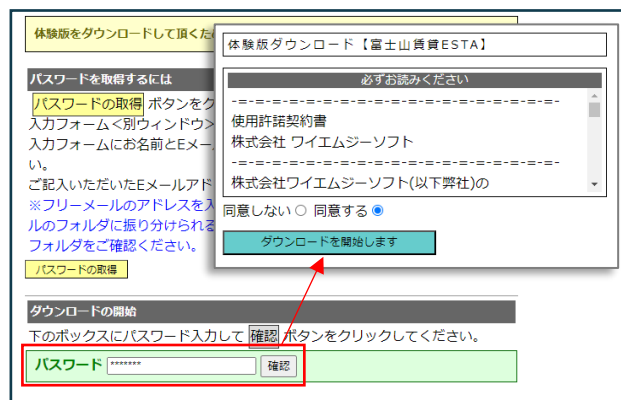 体験版をダウンロードして頂くた
パスワードを取得するには
パスワードの取得 ボタンをク
入力フォーム<別ウィンドウ>
入力フォームにお名前とEメー
い。
ご記入いただいたEメールアド
※フリーメールのアドレスを入
ルのフォルダに振り分けられる
フォルダをご確認ください。
パスワードの取得
体験版ダウンロード【富士山賃貸ESTA】
必ずお読みください
-=-=-=-=-=-=-=-=-=-=-=-=-=-=-=-=-=-=-=-=-
使用許諾契約書
株式会社 ワイエムジーソフト
-=-=-=-=-=-=-=-=-=-=-=-=-=-=-=-=-=-=-=-=-
株式会社ワイエムジーソフト(以下弊社)の
同意しない 同意する
ダウンロードを開始します
ダウンロードの開始
下のボックスにパスワード入力して 確認 ボタンをクリックしてください。
パスワード ******* 確認